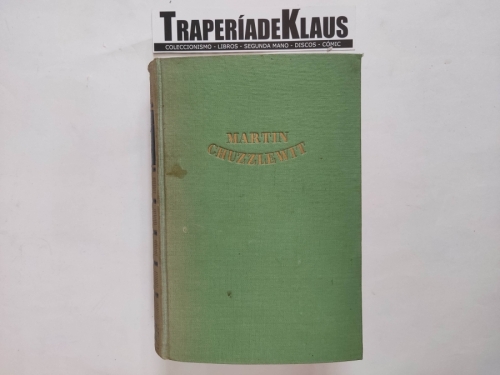 TRAPERÍADEKLAUS
COLECCIONISMO - LIBROS - SEGUNDA MANO - DISCOS - CÓMIC
MARTIN
CHUZZLEWIT